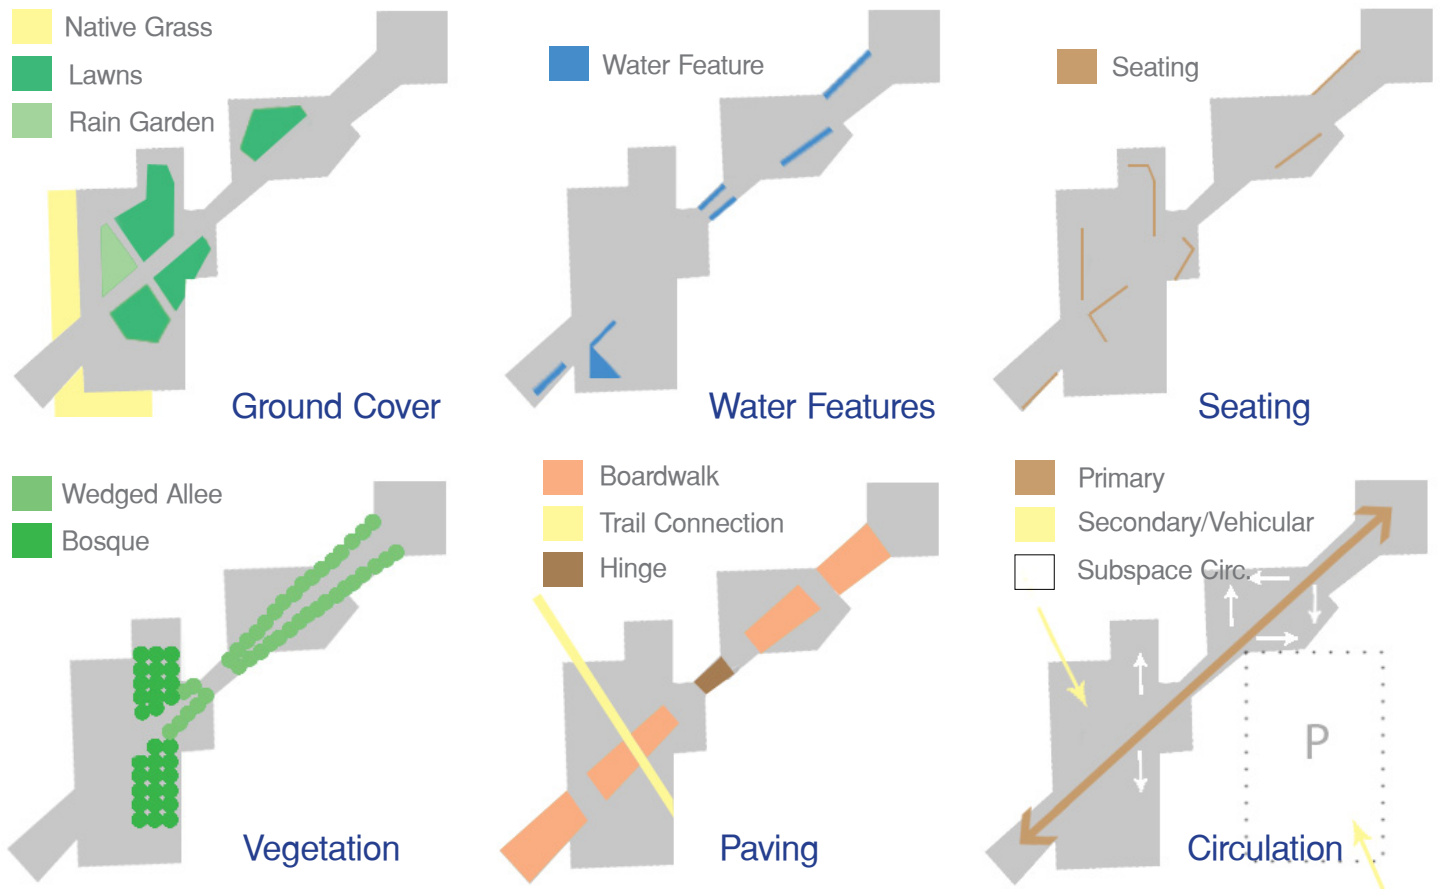 Native Grass
Lawns
Rain Garden
Ground Cover
Water Feature
Water Features
Seating
Seating
Wedged Allee
Bosque
Vegetation
Boardwalk
Trail Connection
Hinge
Paving
Primary
Secondary/Vehicular
Subspace Circ.
P
Circulation